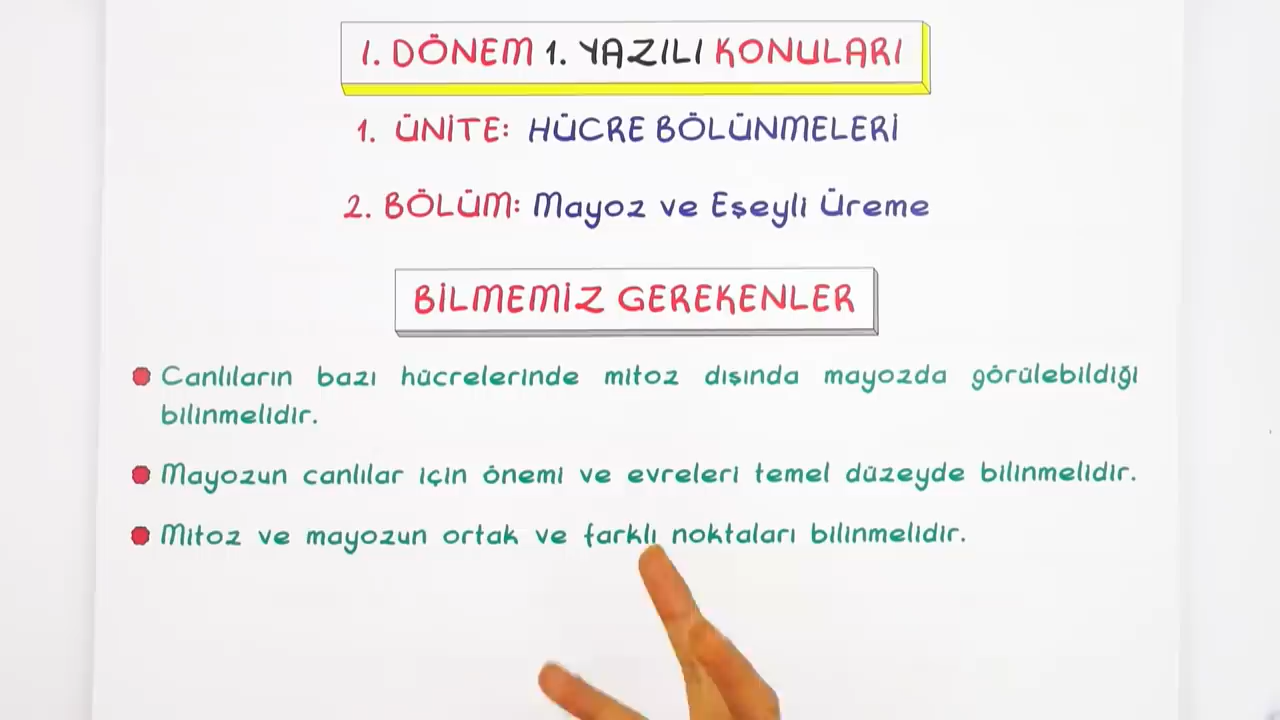 1. DÖNEM 1. YAZILI KONULARI
1. ÜNİTE: HÜCRE BÖLÜNMELERİ
2. BÖLÜM: Mayoz ve Eşeyli Üreme
BİLMEMİZ GEREKENLER
Canlıların bazı hücrelerinde mitoz dışında mayozda görülebildiği
bilinmelidir.
Mayozun canlılar için önemi ve evreleri temel düzeyde bilinmelidir.
Mitoz ve mayozun ortak ve farklı noktaları bilinmelidir.